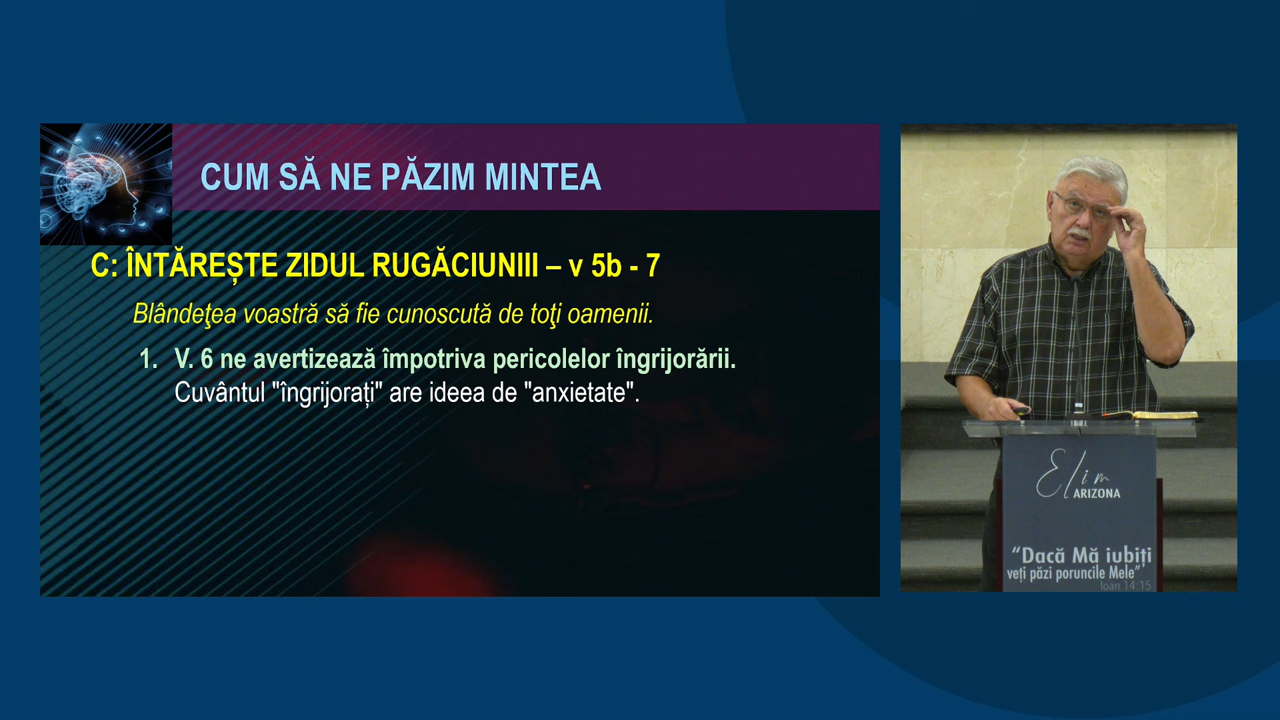 CUM SĂ NE PĂZIM MINTEA
C: ÎNTĂREȘTE ZIDUL RUGĂCIUNIII – v 5b - 7
Blândeţea voastră să fie cunoscută de toţi oamenii.
1. V. 6 ne avertizează împotriva pericolelor îngrijorării.
Cuvântul "îngrijorați" are ideea de "anxietate".
Elim
ARIZONA
“Dacă Mă iubiți
veți păzi poruncile Mele”
Ioan 14:15